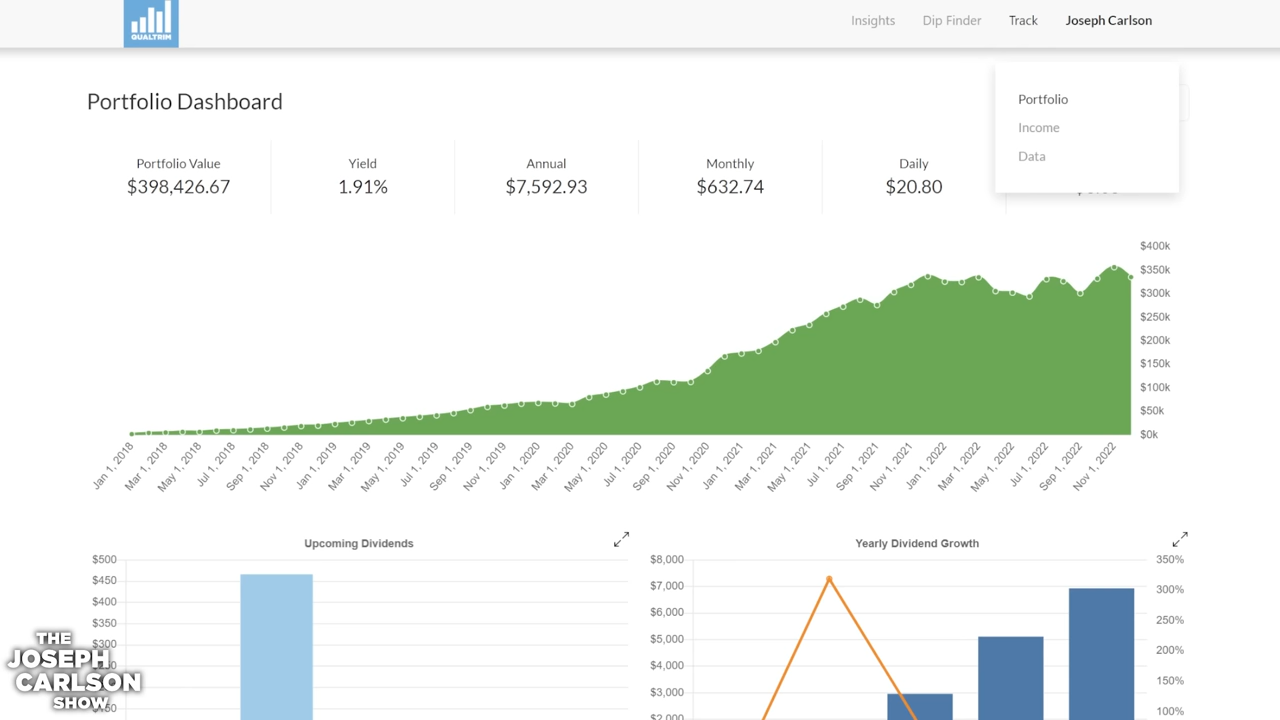 QUALTRIM
Insights Dip Finder Track Joseph Carlson
Portfolio Dashboard
Portfolio
Income
Data
Portfolio Value Yield Annual Monthly Daily
$398,426.67 1.91% $7,592.93 $632.74 $20.80
$400k
$350k
$300k
$250k
$200k
$150k
$100k
$50k
$0k
Jan 1, 2018 Mar 1, 2018 May 1, 2018 Jul 1, 2018 Sep 1, 2018 Nov 1, 2018 Jan 1, 2019 Mar 1, 2019 May 1, 2019 Jul 1, 2019 Sep 1, 2019 Nov 1, 2019 Jan 1, 2020 Mar 1, 2020 May 1, 2020 Jul 1, 2020 Sep 1, 2020 Nov 1, 2020 Jan 1, 2021 Mar 1, 2021 May 1, 2021 Jul 1, 2021 Sep 1, 2021 Nov 1, 2021 Jan 1, 2022 Mar 1, 2022 May 1, 2022 Jul 1, 2022 Sep 1, 2022 Nov 1, 2022
Upcoming Dividends
$500
$450
$400
$350
$300
Yearly Dividend Growth
$8,000 350%
$7,000 300%
$6,000 250%
$5,000 200%
$4,000 150%
$3,000 100%
$2,000
THE
JOSEPH
CARLSON
SHOW